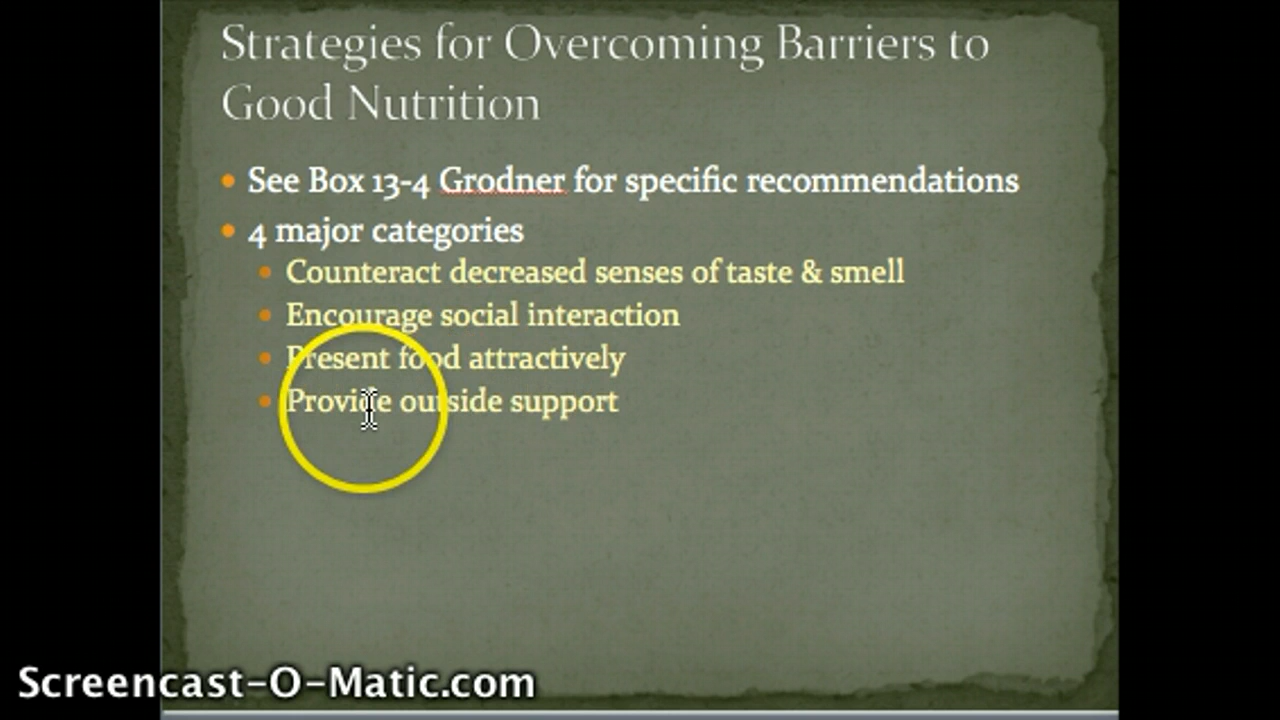 Strategies for Overcoming Barriers to
Good Nutrition
• See Box 13-4 Grodner for specific recommendations
• 4 major categories
• Counteract decreased senses of taste & smell
• Encourage social interaction
• Present food attractively
• Provide outside support
Screencast-O-Matic.com